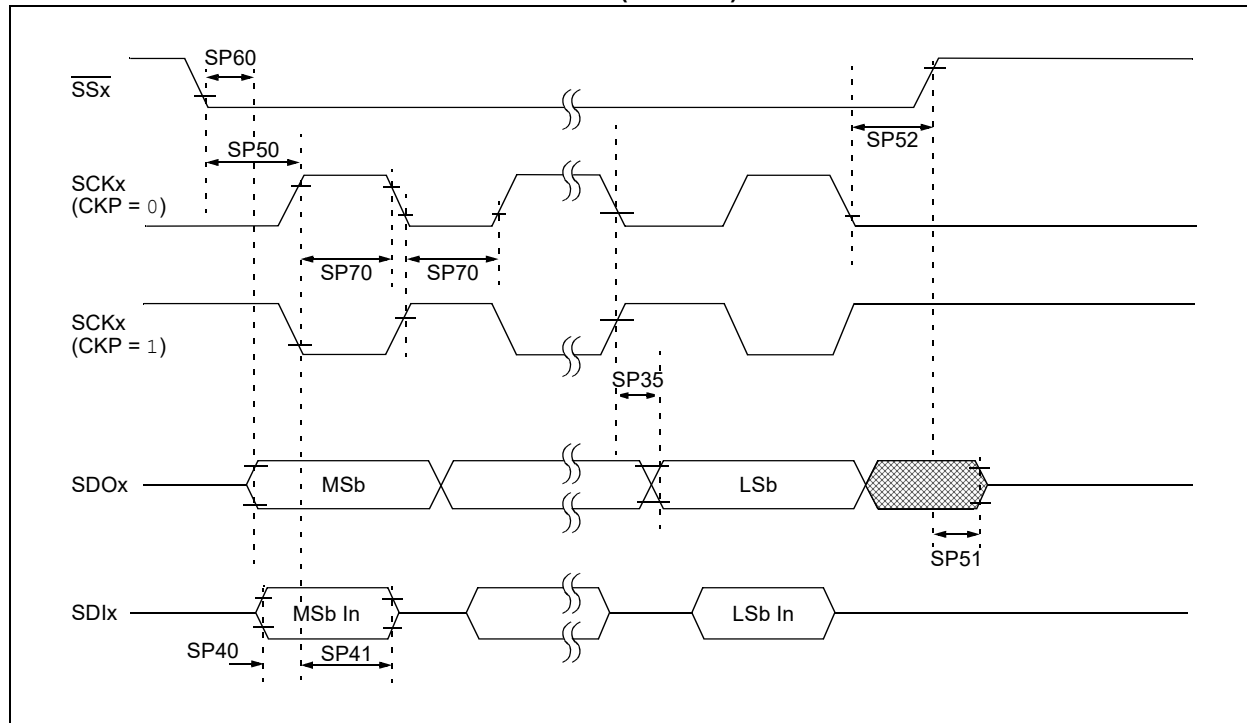 SP60
SSx
SP52
SP50
SCKx
(CKP = 0)
SP70
SP70
SCKx
(CKP = 1)
SP35
SDOx
MSb
LSb
SP51
SDIx
MSb In
LSb In
SP40
SP41